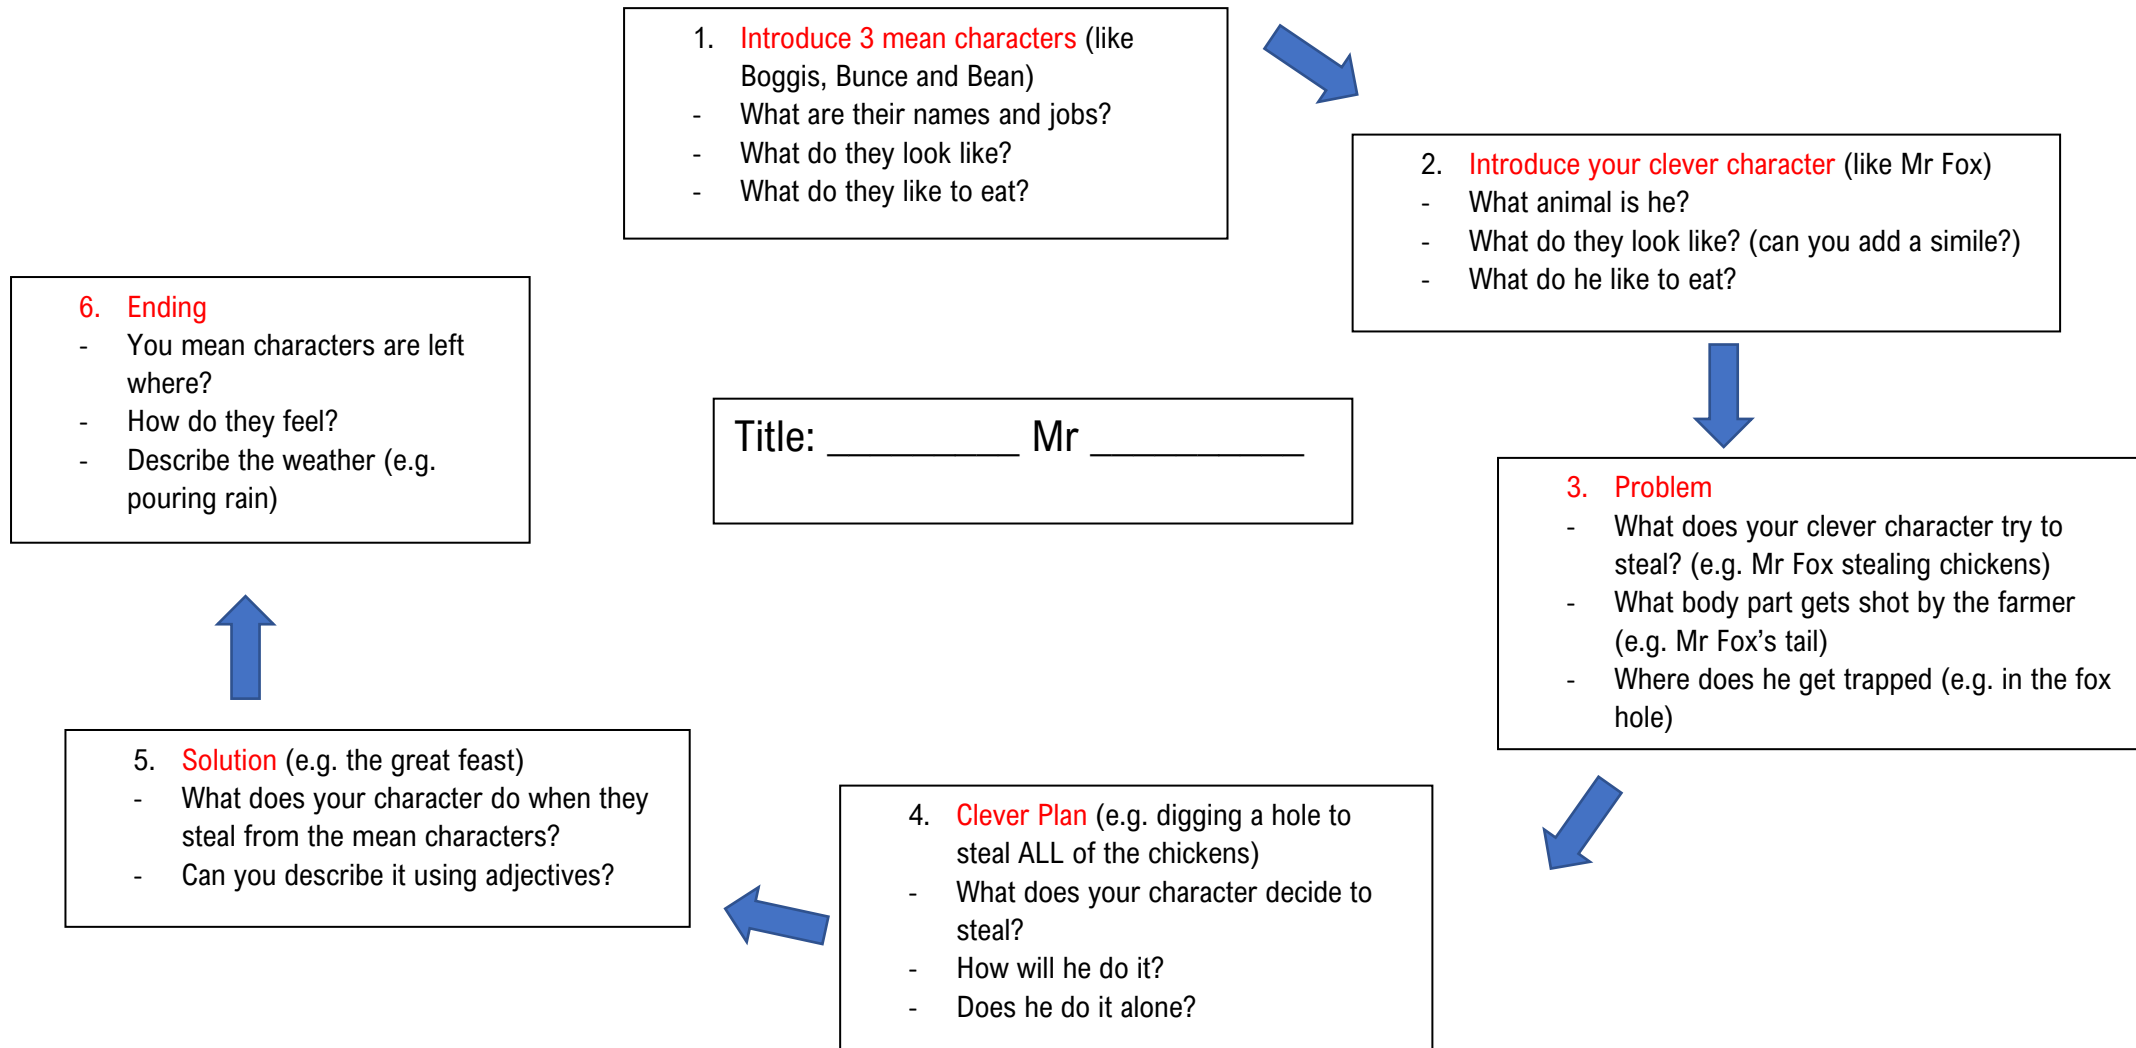 1. Introduce 3 mean characters (like
Boggis, Bunce and Bean)
- What are their names and jobs?
- What do they look like?
- What do they like to eat?
2. Introduce your clever character (like Mr Fox)
- What animal is he?
- What do they look like? (can you add a simile?)
- What do he like to eat?
3. Problem
- What does your clever character try to
steal? (e.g. Mr Fox stealing chickens)
- What body part gets shot by the farmer
(e.g. Mr Fox's tail)
- Where does he get trapped (e.g. in the fox
hole)
4. Clever Plan (e.g. digging a hole to
steal ALL of the chickens)
- What does your character decide to
steal?
- How will he do it?
- Does he do it alone?
5. Solution (e.g. the great feast)
- What does your character do when they
steal from the mean characters?
- Can you describe it using adjectives?
6. Ending
- You mean characters are left
where?
- How do they feel?
- Describe the weather (e.g.
pouring rain)
Title: _________ Mr __________